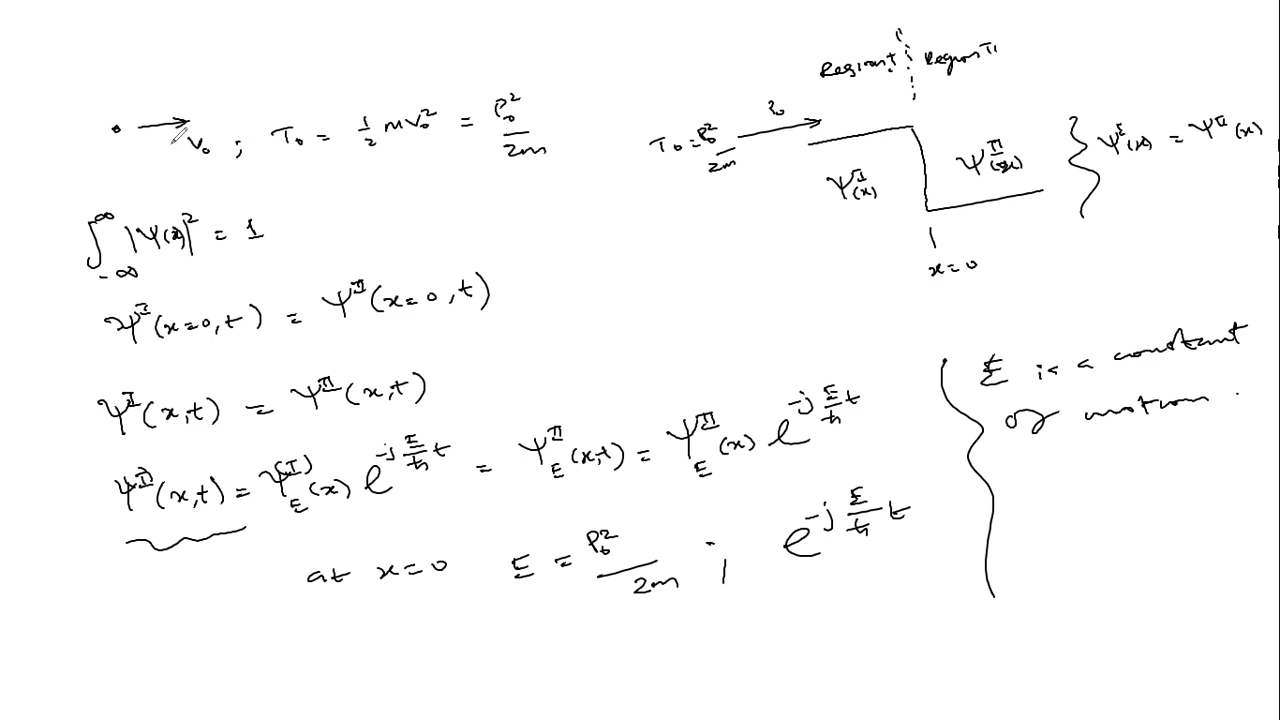 Region I Region II
→ v₀ ; T₀ = 1/2 m v₀² = p₀²/2m
T₀ = p₀²/2m
ψ^I(x) ψ^II(x) } ψ^I(x) = ψ^II(x)
x=0
∫_{-∞}^{∞} |ψ(x)|² = 1
ψ^I(x=0,t) = ψ^II(x=0,t)
ψ^I(x,t) = ψ^II(x,t)
ψ^I(x,t) = ψ_E^(I)(x) e^{-j E/ħ t} = ψ_E^II(x,t) = ψ_E^II(x) e^{-j E/ħ t}
at x=0 E = p₀²/2m ; e^{-j E/ħ t}
E is a constant
of motion .